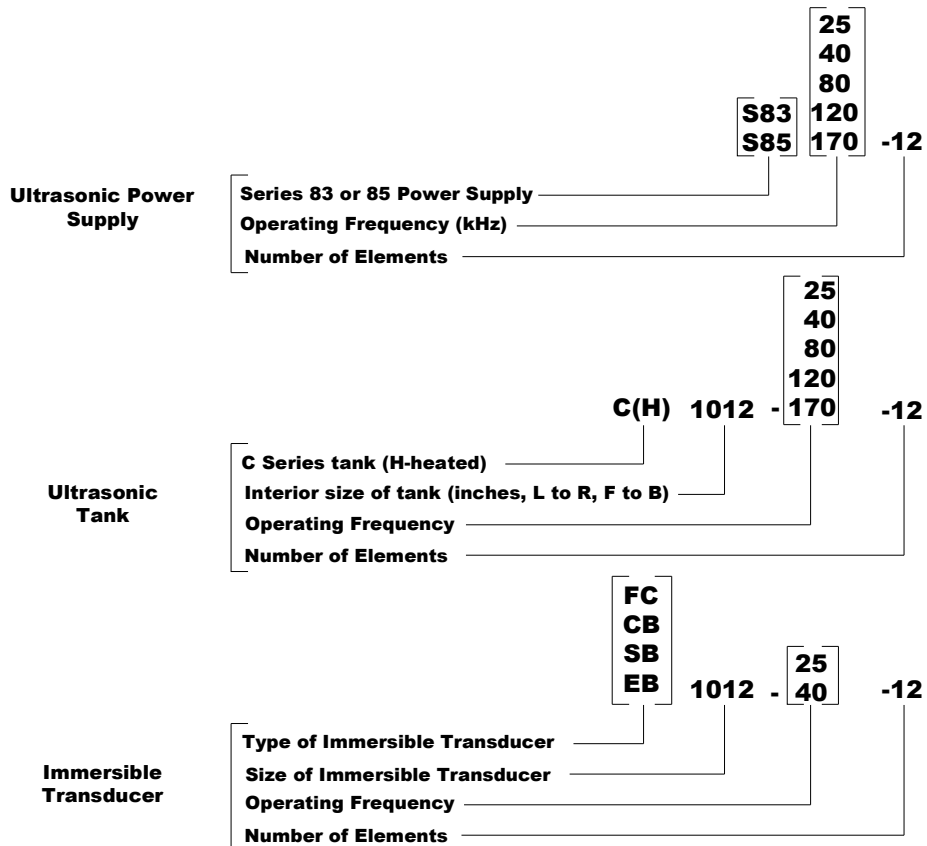 25
40
80
S83 120
S85 170 -12
Ultrasonic Power
Supply
Series 83 or 85 Power Supply
Operating Frequency (kHz)
Number of Elements
25
40
80
120
C(H) 1012 - 170 -12
Ultrasonic
Tank
C Series tank (H-heated)
Interior size of tank (inches, L to R, F to B)
Operating Frequency
Number of Elements
FC
CB
SB 25
EB 1012 - 40 -12
Immersible
Transducer
Type of Immersible Transducer
Size of Immersible Transducer
Operating Frequency
Number of Elements